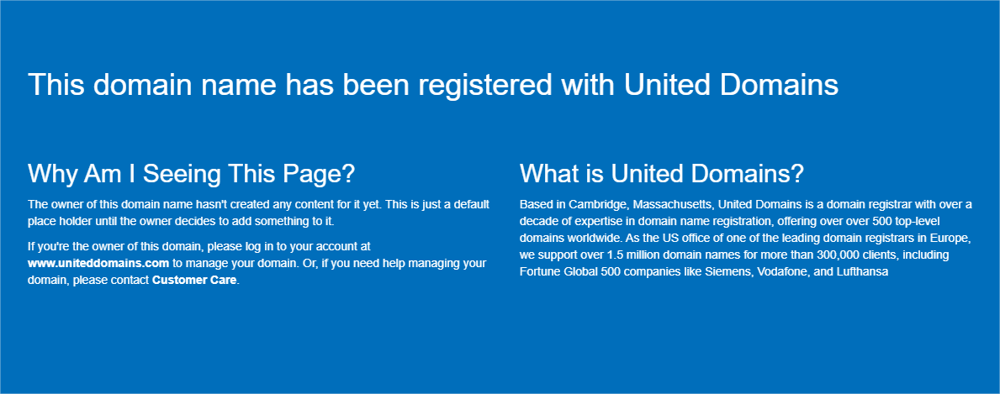 This domain name has been registered with United Domains
Why Am I Seeing This Page?
The owner of this domain name hasn't created any content for it yet. This is just a default
place holder until the owner decides to add something to it.
If you're the owner of this domain, please log in to your account at
www.uniteddomains.com to manage your domain. Or, if you need help managing your
domain, please contact Customer Care.
What is United Domains?
Based in Cambridge, Massachusetts, United Domains is a domain registrar with over a
decade of expertise in domain name registration, offering over over 500 top-level
domains worldwide. As the US office of one of the leading domain registrars in Europe,
we support over 1.5 million domain names for more than 300,000 clients, including
Fortune Global 500 companies like Siemens, Vodafone, and Lufthansa